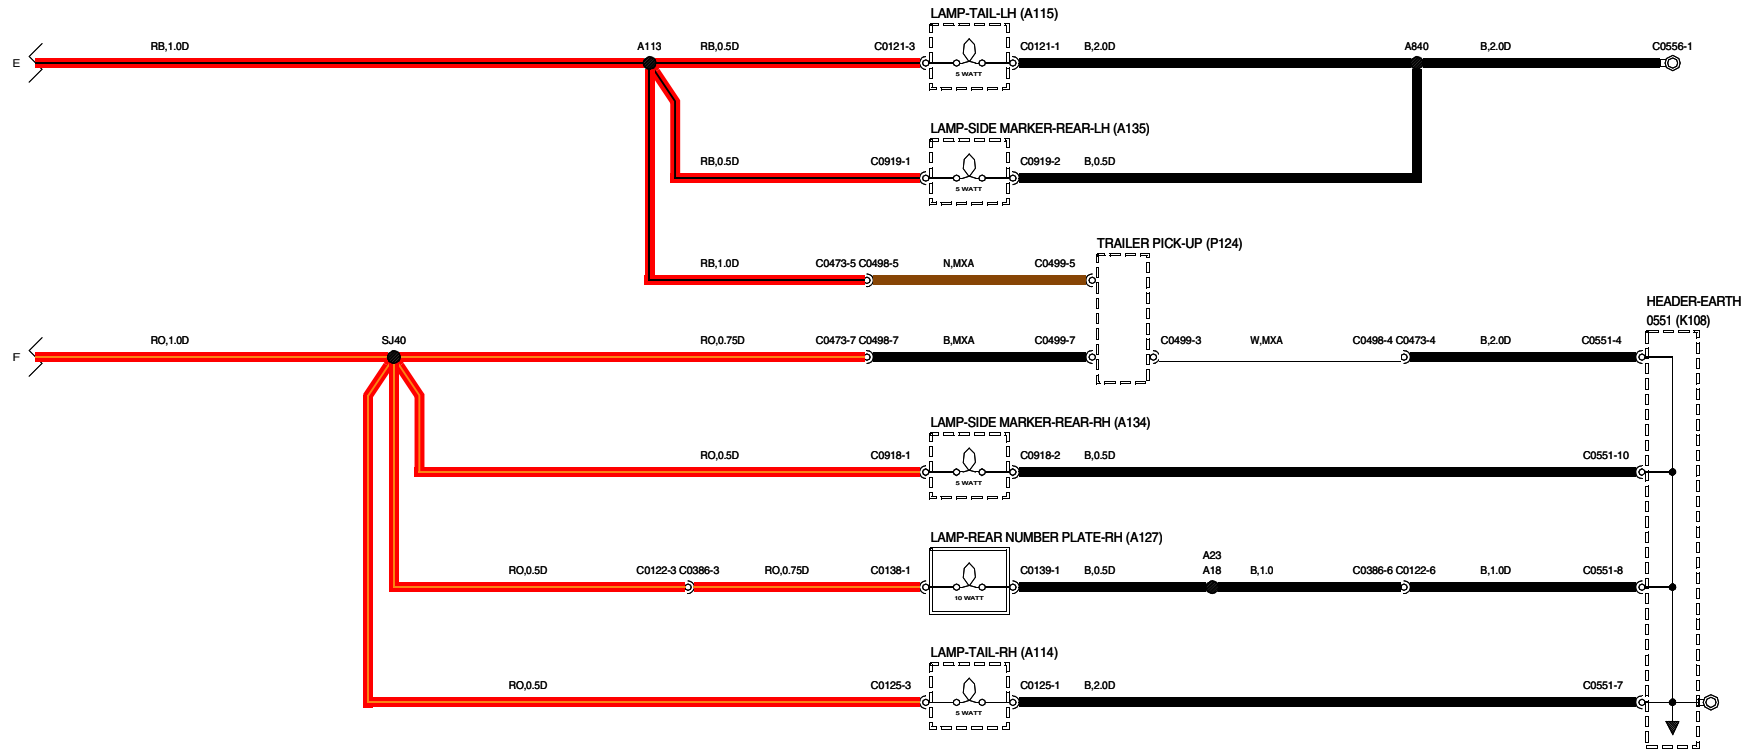 LAMP-TAIL-LH (A115)
RB,1.0D A113 RB,0.5D C0121-3 C0121-1 B,2.0D A840 B,2.0D C0556-1
E
5 WATT
LAMP-SIDE MARKER-REAR-LH (A135)
RB,0.5D C0919-1 C0919-2 B,0.5D
5 WATT
TRAILER PICK-UP (P124)
RB,1.0D C0473-5 C0498-5 N,MXA C0499-5
HEADER-EARTH
0551 (K108)
RO,1.0D SJ40 RO,0.75D C0473-7 C0498-7 B,MXA C0499-7 C0499-3 W,MXA C0498-4 C0473-4 B,2.0D C0551-4
F
LAMP-SIDE MARKER-REAR-RH (A134)
RO,0.5D C0918-1 C0918-2 B,0.5D C0551-10
5 WATT
LAMP-REAR NUMBER PLATE-RH (A127)
A23
RO,0.5D C0122-3 C0386-3 RO,0.75D C0138-1 C0139-1 B,0.5D A18 B,1.0 C0386-6 C0122-6 B,1.0D C0551-8
10 WATT
LAMP-TAIL-RH (A114)
RO,0.5D C0125-3 C0125-1 B,2.0D C0551-7
5 WATT